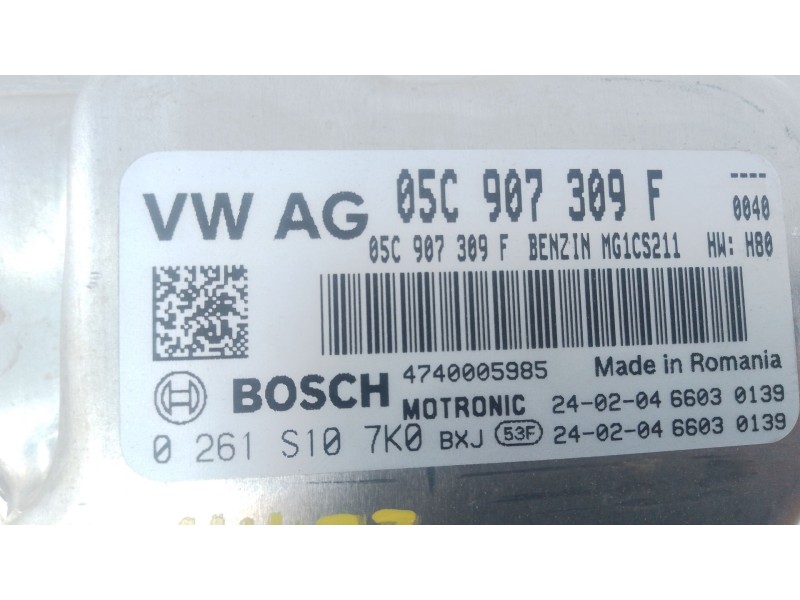 VW AG 05C 907 309 F ----
0040
05C 907 309 F BENZIN MG1CS211 HW: H80
BOSCH 4740005985 Made in Romania
MOTRONIC 24-02-04 6603 0139
0 261 S10 7K0 BXJ 53F 24-02-04 6603 0139